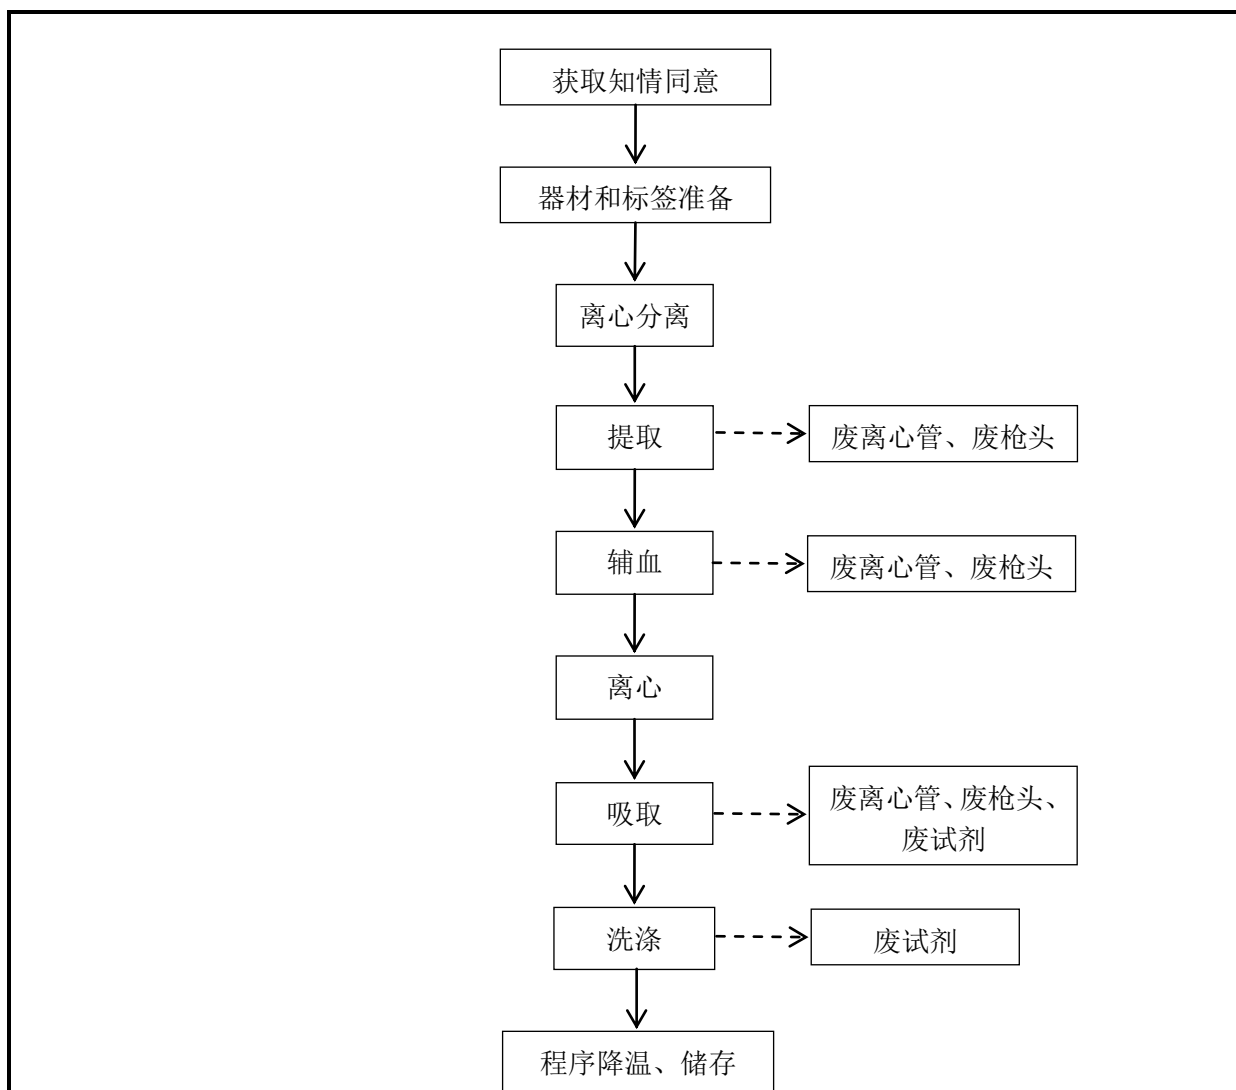 获取知情同意
器材和标签准备
离心分离
提取
废离心管、废枪头
辅血
废离心管、废枪头
离心
吸取
废离心管、废枪头、
废试剂
洗涤
废试剂
程序降温、储存